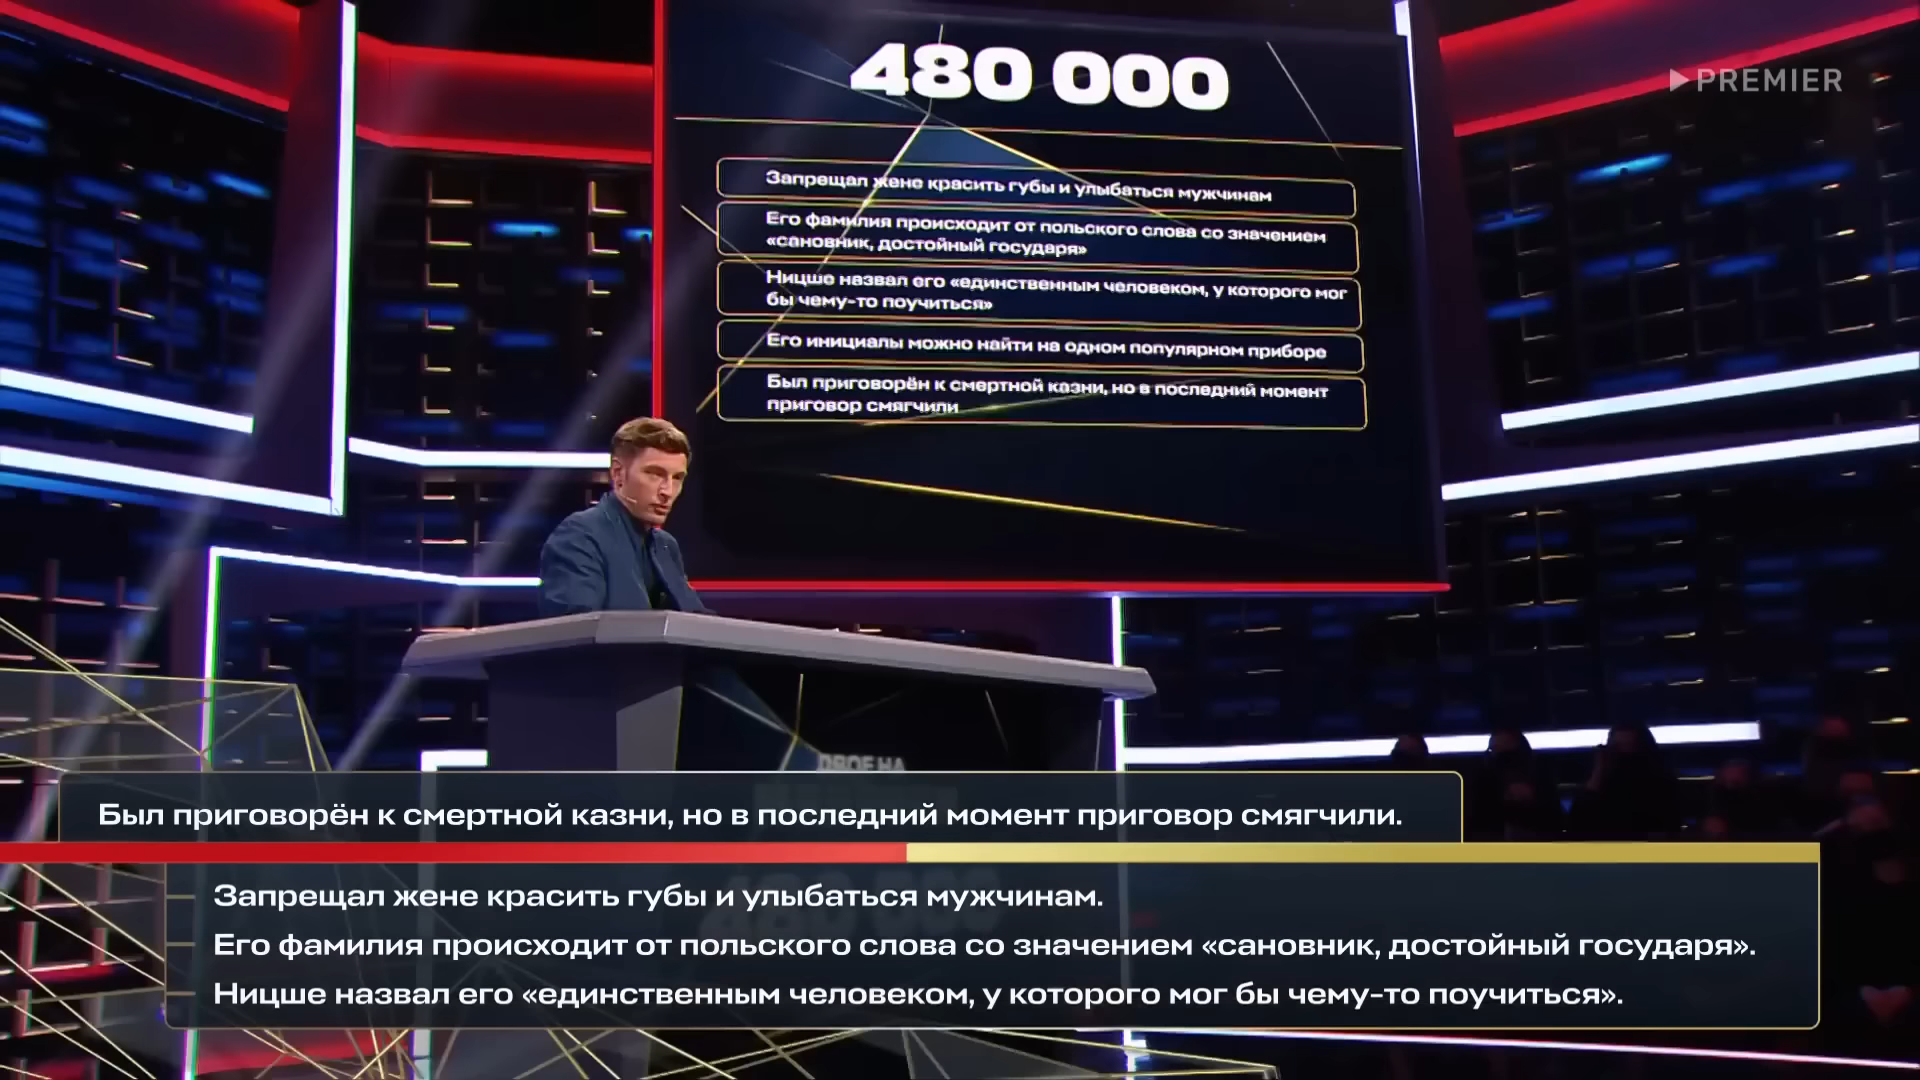 480 000
PREMIER
Запрещал жене красить губы и улыбаться мужчинам
Его фамилия происходит от польского слова со значением
«сановник, достойный государя»
Ницше назвал его «единственным человеком, у которого мог
бы чему-то поучиться»
Его инициалы можно найти на одном популярном приборе
Был приговорён к смертной казни, но в последний момент
приговор смягчили
ДВОЕ НА
Был приговорён к смертной казни, но в последний момент приговор смягчили.
Запрещал жене красить губы и улыбаться мужчинам.
Его фамилия происходит от польского слова со значением «сановник, достойный государя».
Ницше назвал его «единственным человеком, у которого мог бы чему-то поучиться».